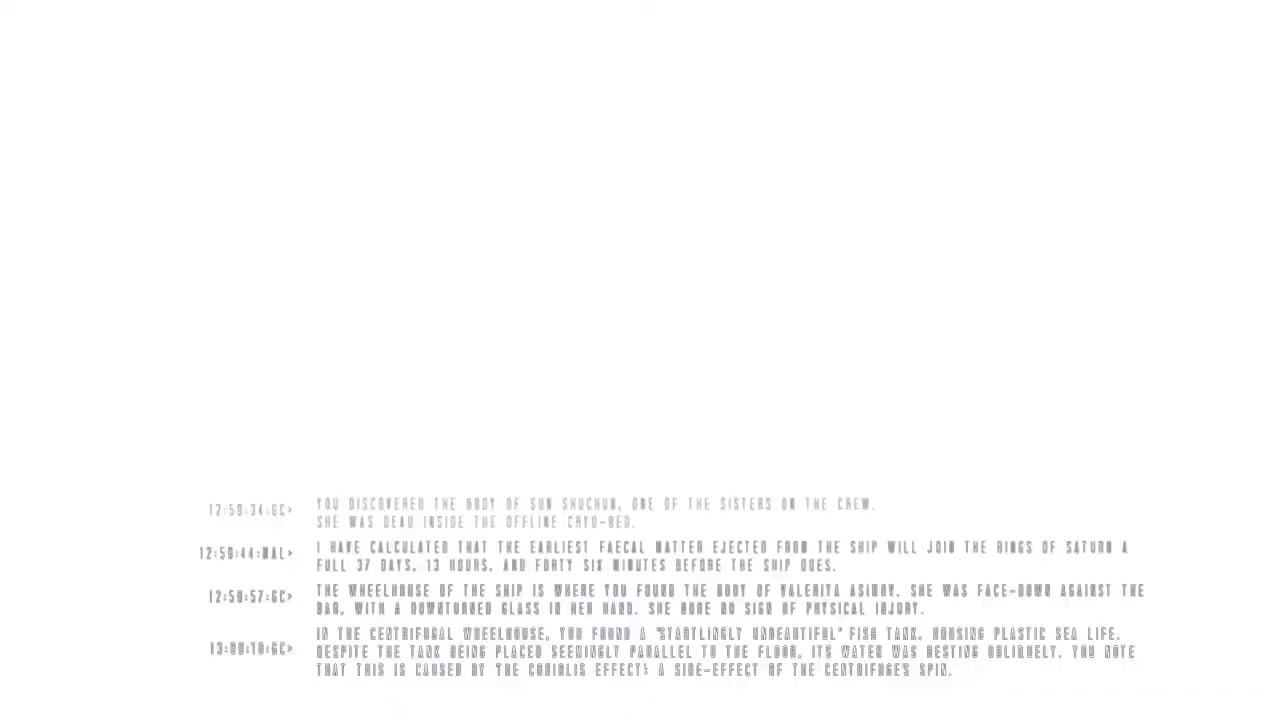 12:58:34:GC> YOU DISCOVERED THE BODY OF SUN SHUCHUN, ONE OF THE SISTERS ON THE CREW.
SHE WAS DEAD INSIDE THE OFFLINE CRYO-BED.
12:58:44:HAL> I HAVE CALCULATED THAT THE EARLIEST FAECAL MATTER EJECTED FROM THE SHIP WILL JOIN THE RINGS OF SATURN A
FULL 37 DAYS, 13 HOURS, AND FORTY SIX MINUTES BEFORE THE SHIP DOES.
12:58:57:GC> THE WHEELHOUSE OF THE SHIP IS WHERE YOU FOUND THE BODY OF VALERIYA ASIMOV. SHE WAS FACE-DOWN AGAINST THE
BAR, WITH A DOWNTURNED GLASS IN HER HAND. SHE BORE NO SIGN OF PHYSICAL INJURY.
13:00:10:GC> IN THE CENTRIFUGAL WHEELHOUSE, YOU FOUND A "STARTLINGLY UNBEAUTIFUL" FISH TANK, HOUSING PLASTIC SEA LIFE.
DESPITE THE TANK BEING PLACED SEEMINGLY PARALLEL TO THE FLOOR, ITS WATER WAS RESTING OBLIQUELY. YOU NOTE
THAT THIS IS CAUSED BY THE CORIOLIS EFFECT: A SIDE-EFFECT OF THE CENTRIFUGE'S SPIN.